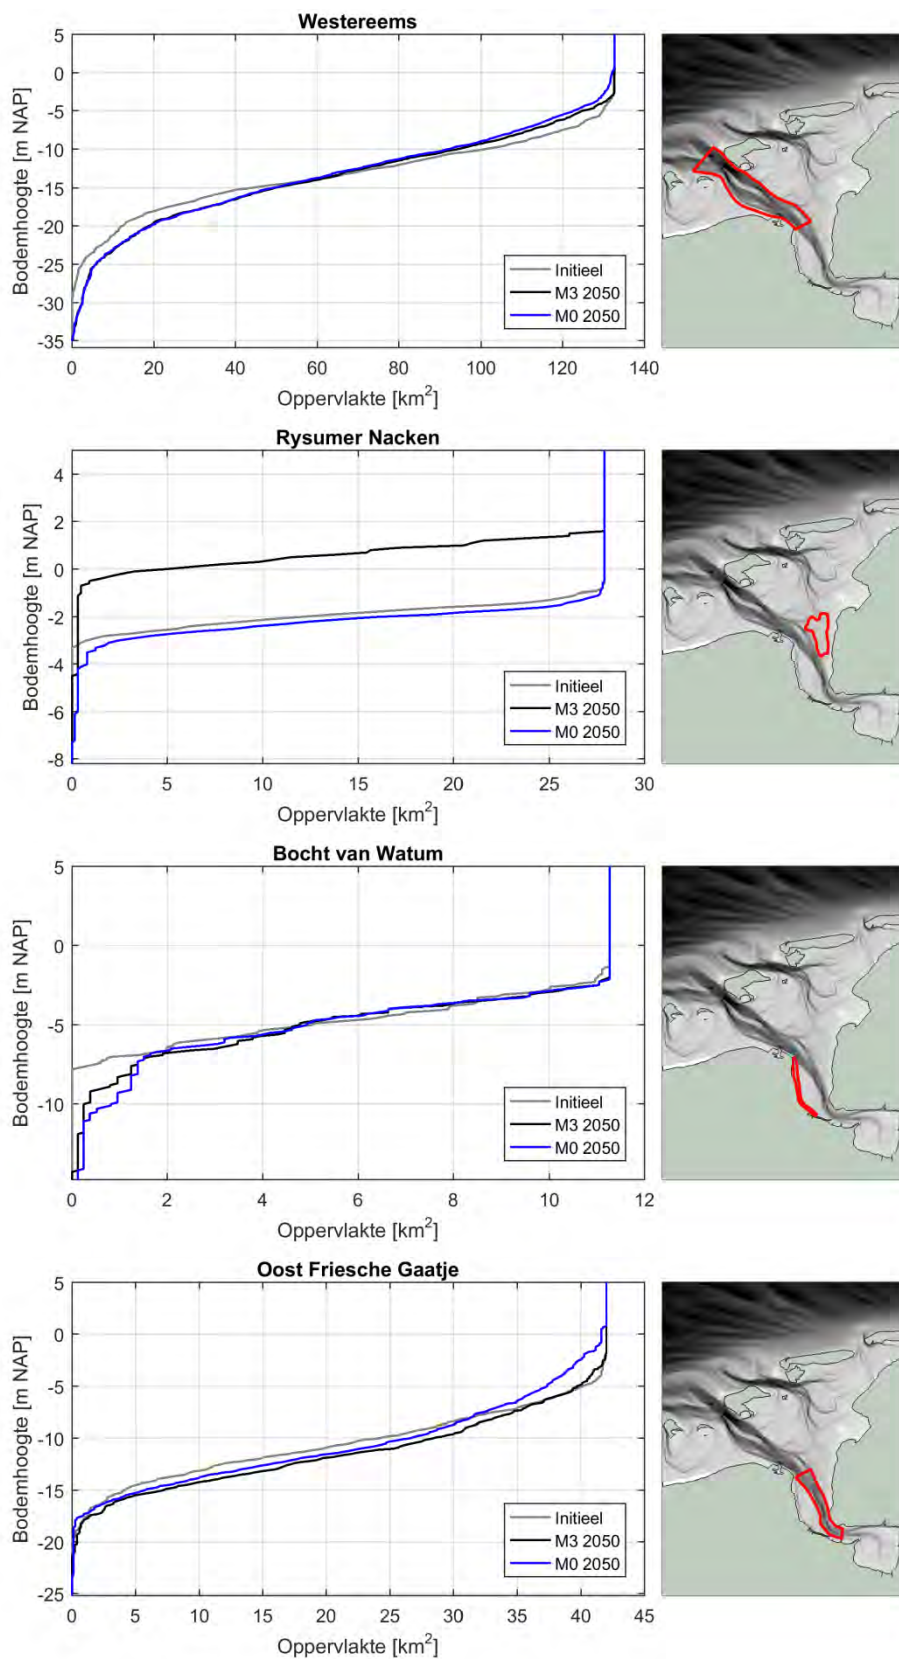 Westereems
5
0
-5
-10
-15
-20
-25
-30
-35
Bodemhoogte [m NAP]
Initieel
M3 2050
M0 2050
0 20 40 60 80 100 120 140
Oppervlakte [km²]
Rysumer Nacken
4
2
0
-2
-4
-6
-8
Bodemhoogte [m NAP]
Initieel
M3 2050
M0 2050
0 5 10 15 20 25 30
Oppervlakte [km²]
Bocht van Watum
5
0
-5
-10
Bodemhoogte [m NAP]
Initieel
M3 2050
M0 2050
0 2 4 6 8 10 12
Oppervlakte [km²]
Oost Friesche Gaatje
5
0
-5
-10
-15
-20
-25
Bodemhoogte [m NAP]
Initieel
M3 2050
M0 2050
0 5 10 15 20 25 30 35 40 45
Oppervlakte [km²]